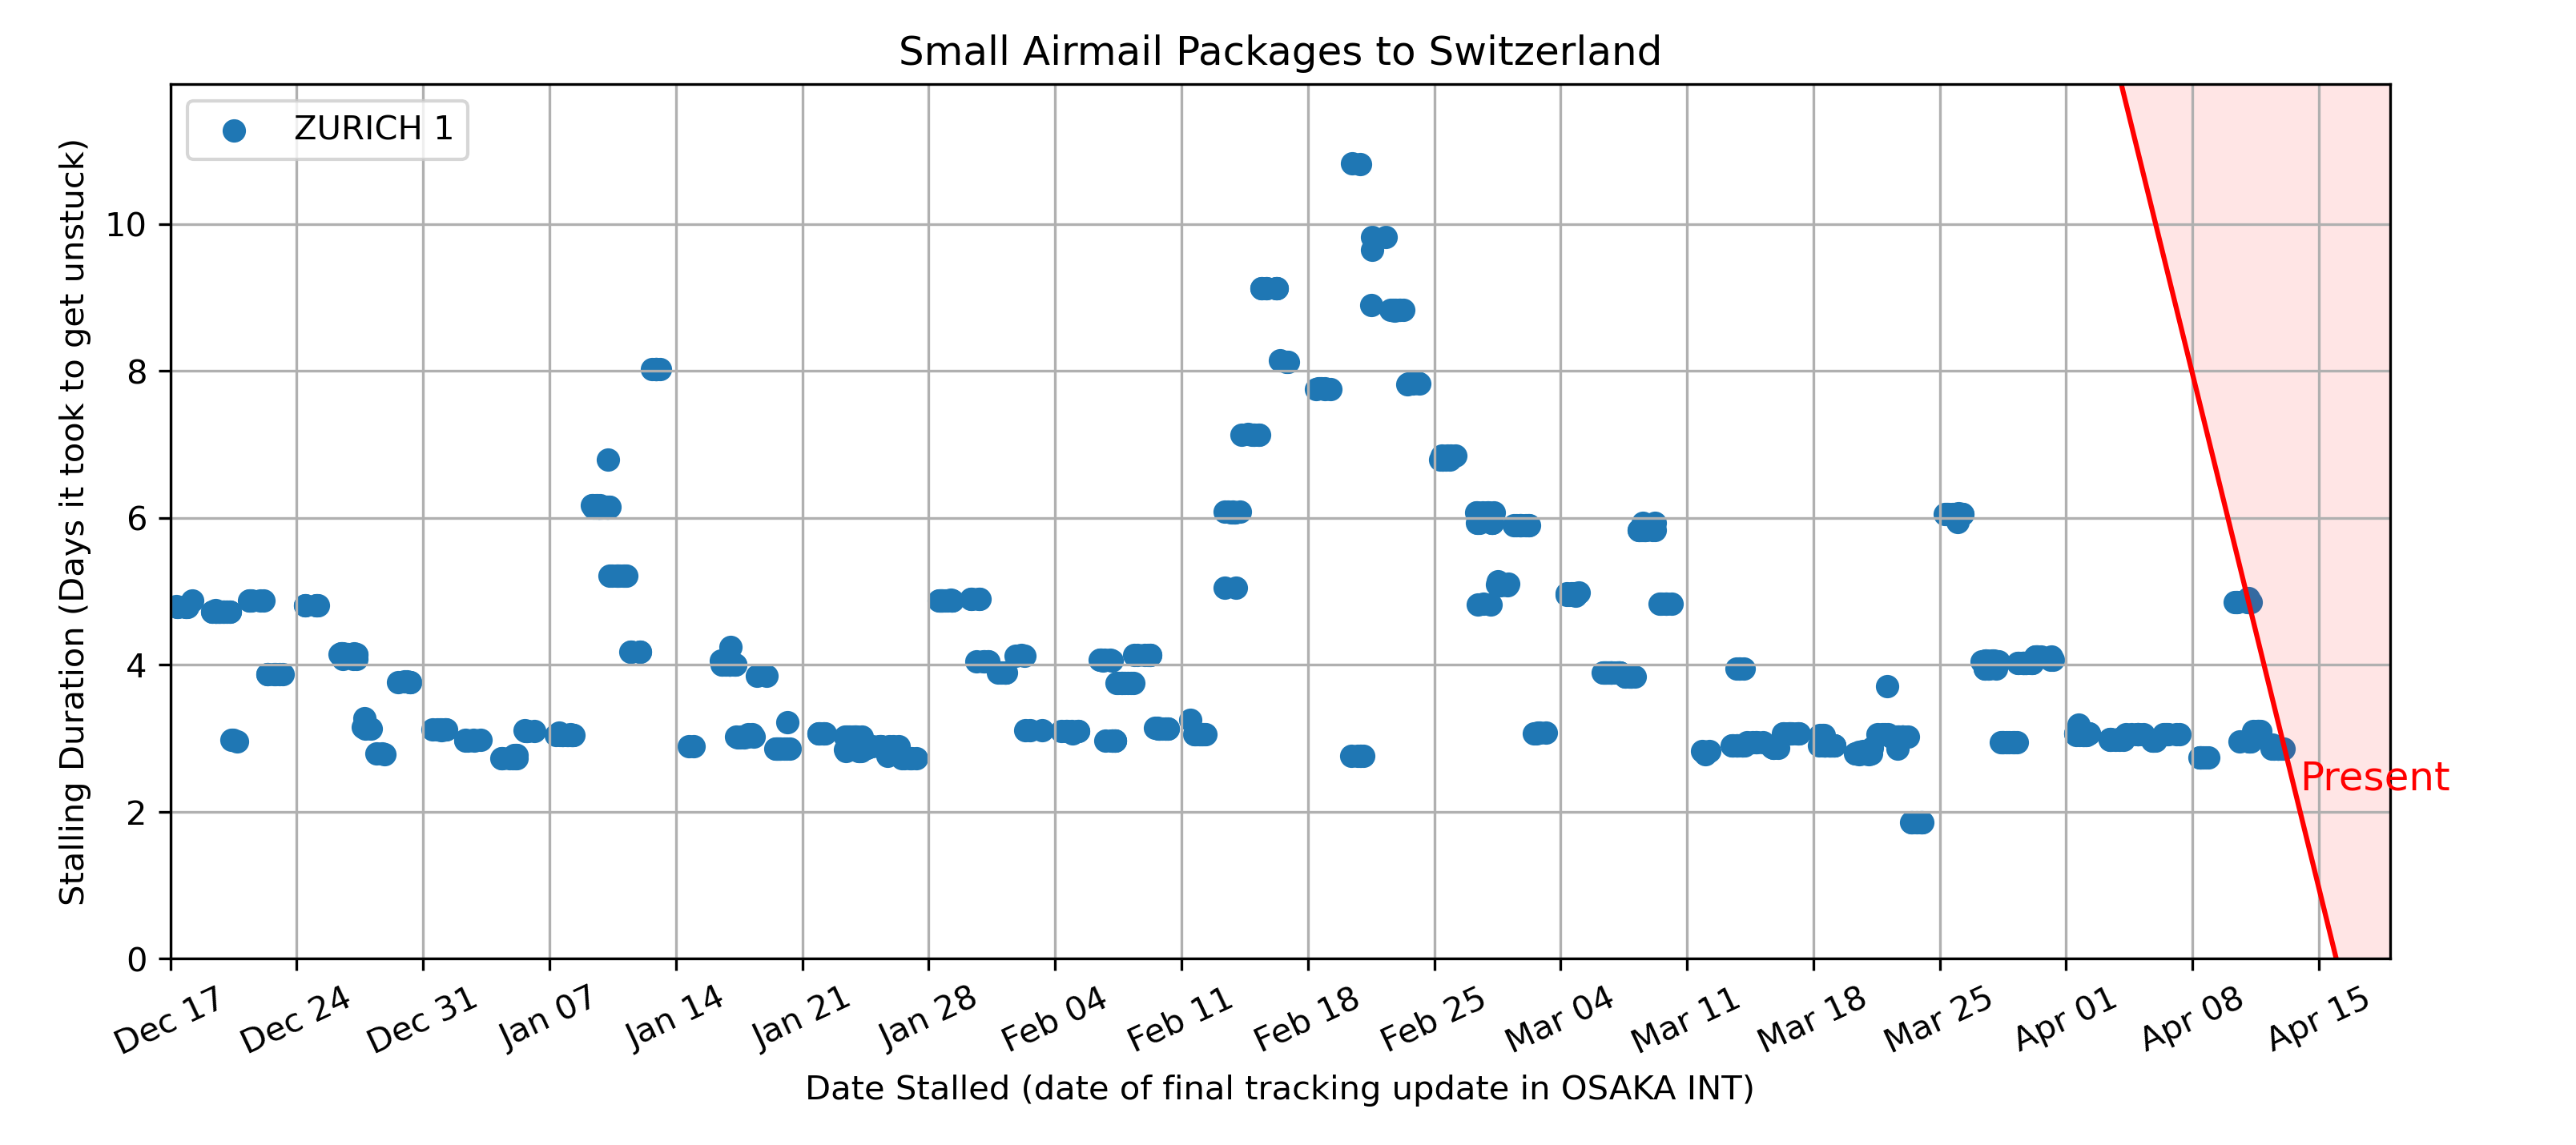 Small Airmail Packages to Switzerland
ZURICH 1
Stalling Duration (Days it took to get unstuck)
10
8
6
4
2
0
Present
Dec 17
Dec 24
Dec 31
Jan 07
Jan 14
Jan 21
Jan 28
Feb 04
Feb 11
Feb 18
Feb 25
Mar 04
Mar 11
Mar 18
Mar 25
Apr 01
Apr 08
Apr 15
Date Stalled (date of final tracking update in OSAKA INT)